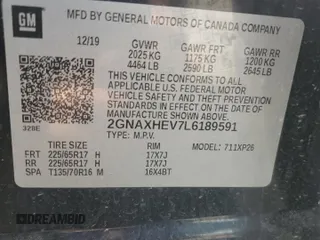 GM
MFD BY GENERAL MOTORS OF CANADA COMPANY
12/19 GVWR GAWR FRT GAWR RR
2025 KG 1175 KG 1200 KG
4464 LB 2590 LB 2645 LB
THIS VEHICLE CONFORMS TO ALL APPLICABLE
U.S. FEDERAL MOTOR VEHICLE SAFETY AND THEFT
PREVENTION STANDARDS IN EFFECT ON THE DATE
OF MANUFACTURE SHOWN ABOVE.
328E 2GNAXHEV7L6189591
TYPE: M.P.V. MODEL: 711XP26
TIRE SIZE RIM
FRT 225/65R17 H 17X7J
RR 225/65R17 H 17X7J
SPA T135/70R16 M 16X4BT
DREAMBID